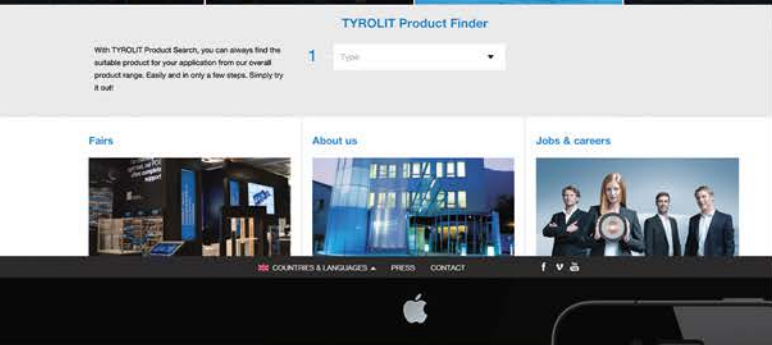 TYROLIT Product Finder
With TYROLIT Product Search, you can always find the
suitable product for your application from our overall
product range. Easily and in only a few steps. Simply try
it out!
1
Type
Fairs
About us
Jobs & careers
complete
support
COUNTRIES & LANGUAGES
PRESS
CONTACT